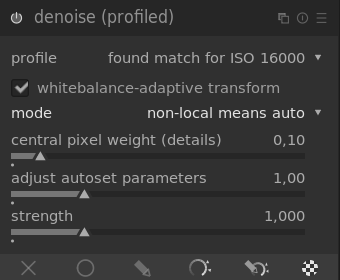 denoise (profiled)
profile found match for ISO 16000
whitebalance-adaptive transform
mode non-local means auto
central pixel weight (details) 0,10
adjust autoset parameters 1,00
strength 1,000